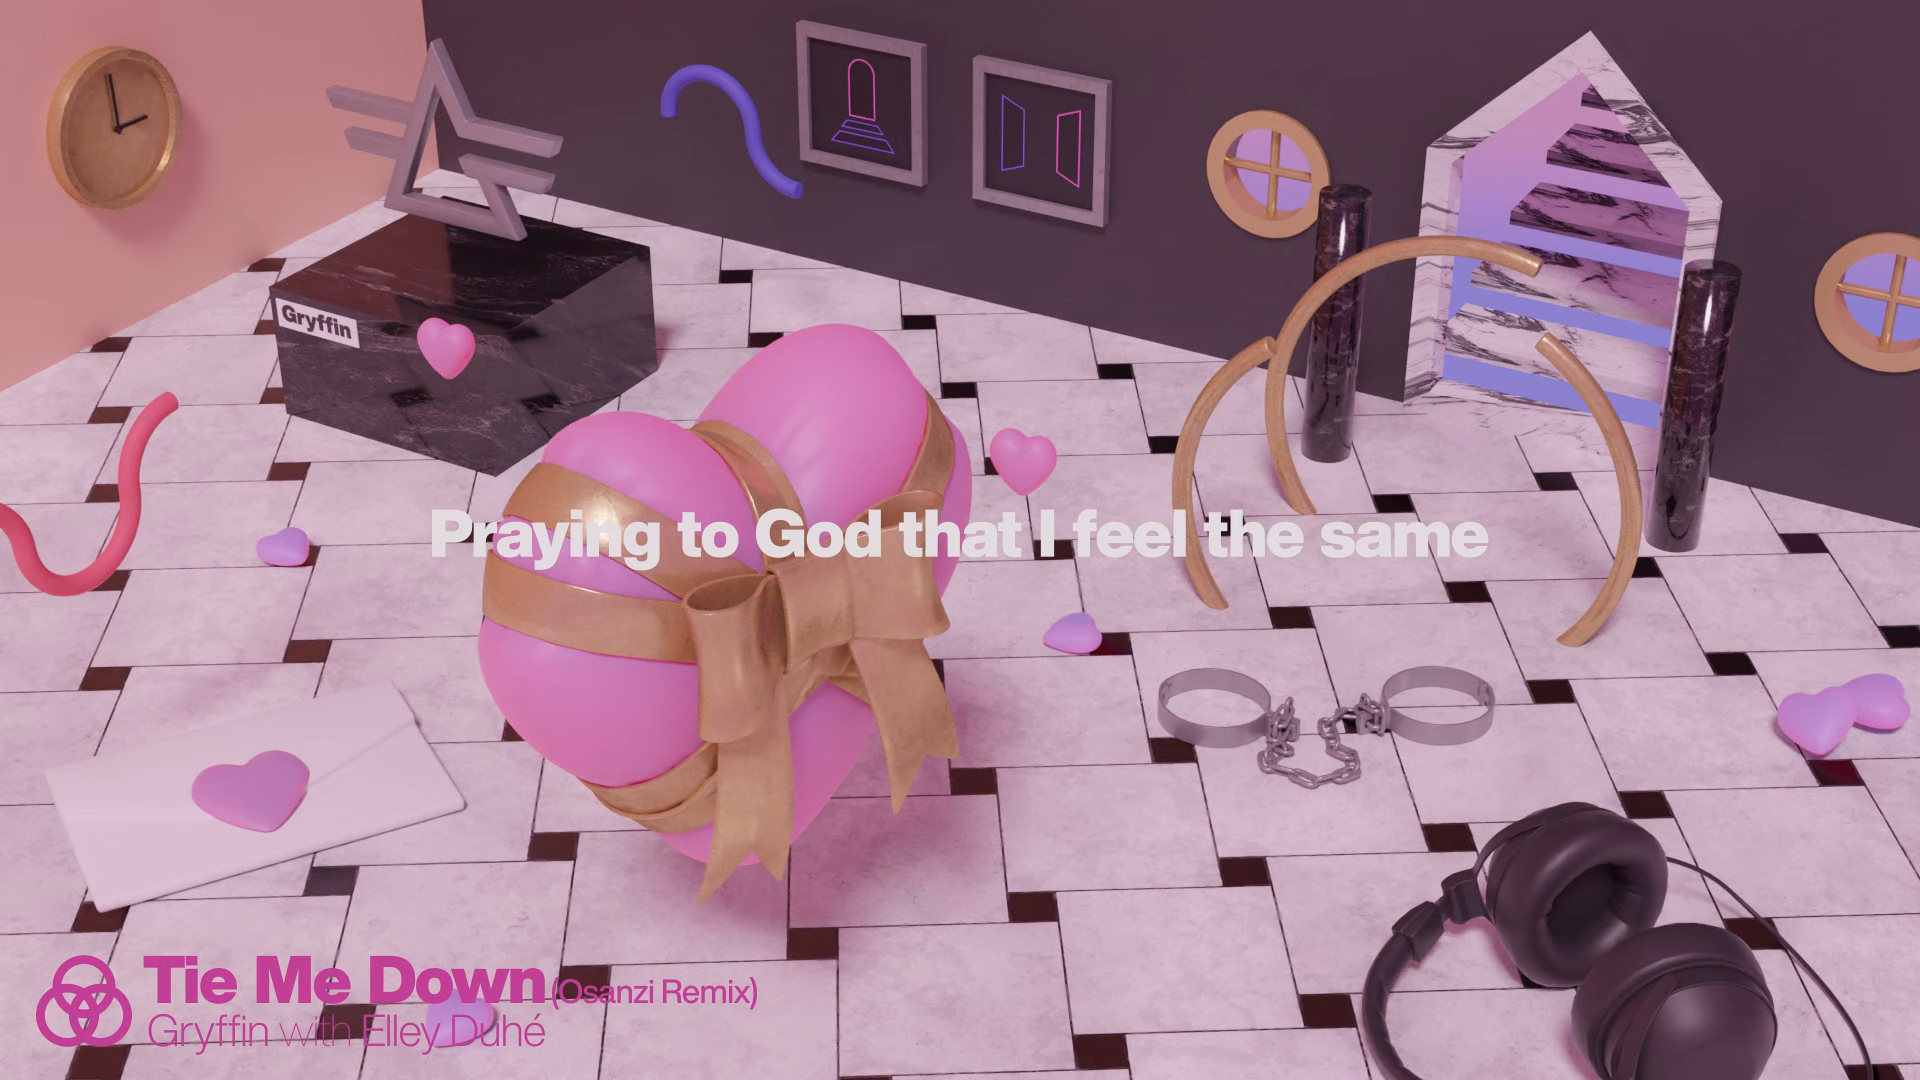 Gryffin
Praying to God that I feel the same
Tie Me Down (Osanzi Remix)
Gryffin with Elley Duhé